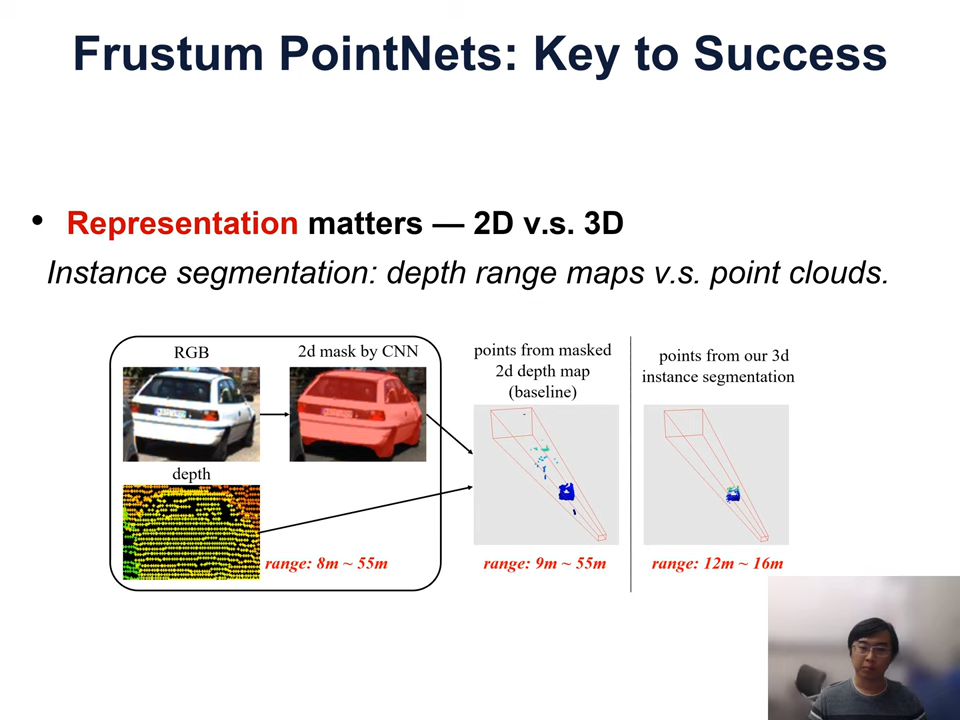 Frustum PointNets: Key to Success
• Representation matters — 2D v.s. 3D
Instance segmentation: depth range maps v.s. point clouds.
RGB
2d mask by CNN
depth
range: 8m ~ 55m
points from masked
2d depth map
(baseline)
range: 9m ~ 55m
points from our 3d
instance segmentation
range: 12m ~ 16m